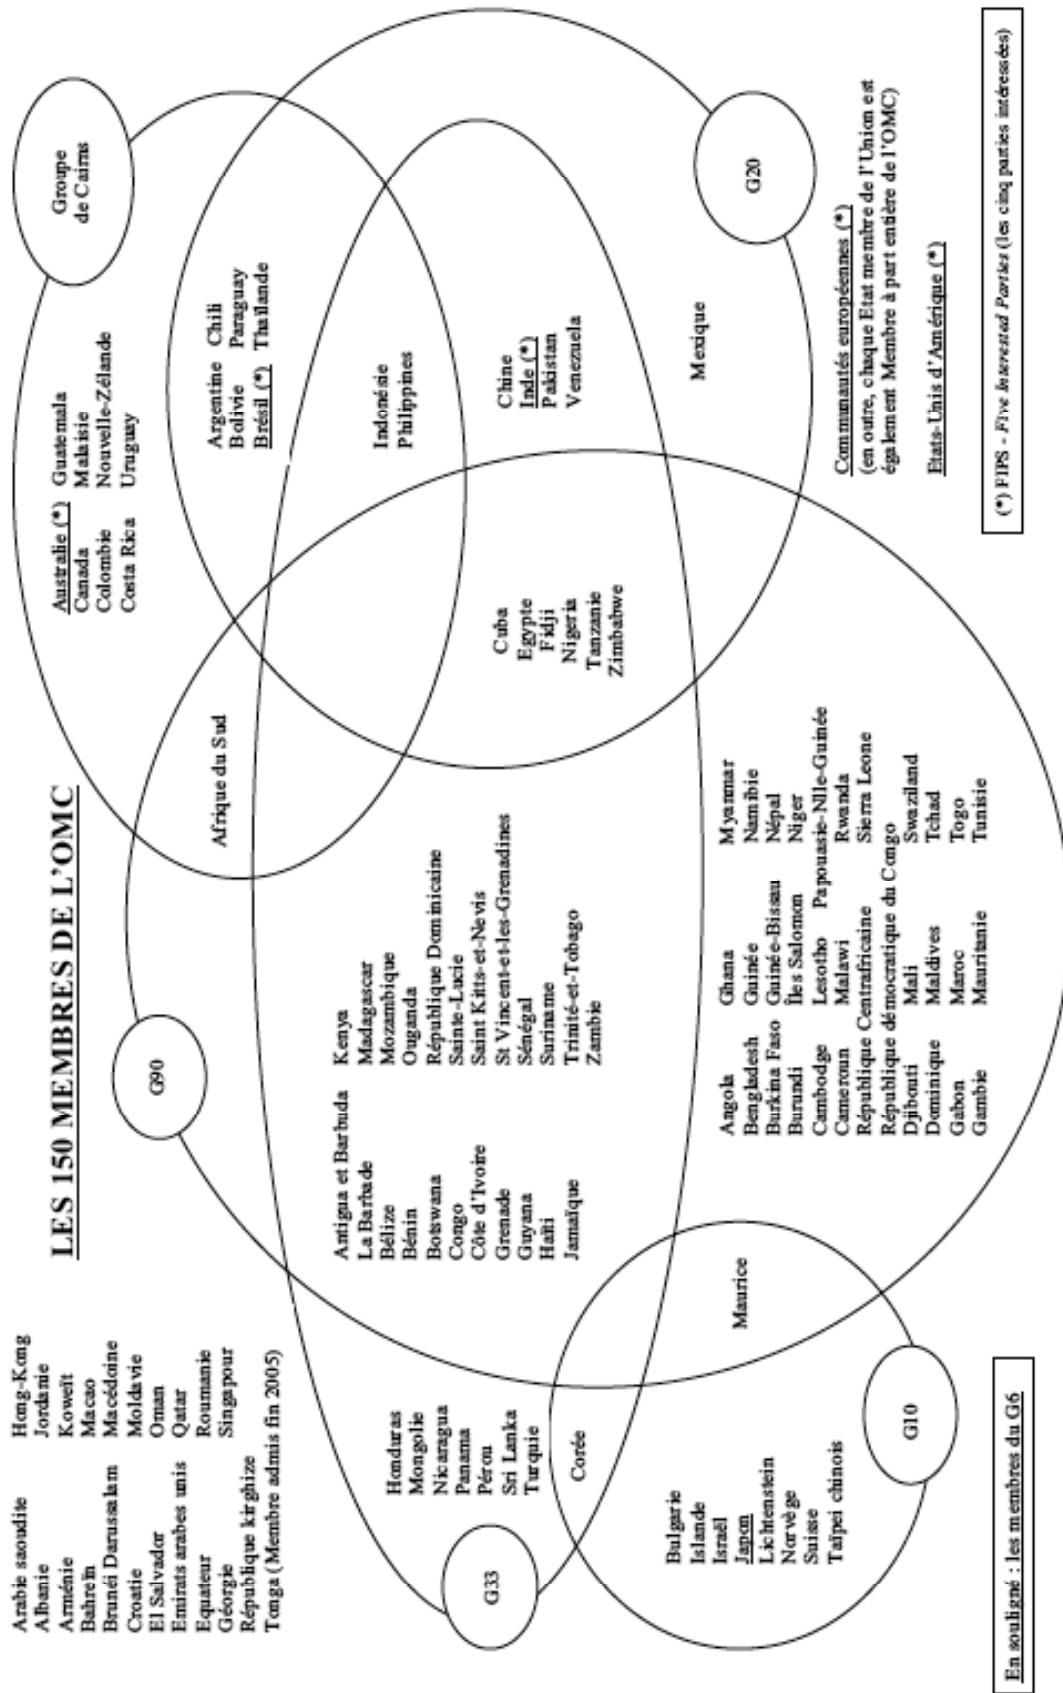 LES 150 MEMBRES DE L'OMC
Arabie saoudite Hong-Kong
Albanie Jordanie
Arménie Koweït
Bahreïn Macao
Brunéi Darussalam Macédoine
Croatie Moldavie
El Salvador Oman
Emirats arabes unis Qatar
Equateur Roumanie
Géorgie Singapour
République kirghize
Tonga (Membre admis fin 2005)
G90
Groupe
de Cairns
Australie (*) Guatemala
Canada Malaisie
Colombie Nouvelle-Zélande
Costa Rica Uruguay
Afrique du Sud
Argentine Chili
Bolivie Paraguay
Brésil (*) Thaïlande
Indonésie
Philippines
Honduras
Mongolie
Nicaragua
Panama
Pérou
Sri Lanka
Turquie
Corée
G33
Antigua et Barbuda Kenya
La Barbade Madagascar
Bélize Mozambique
Bénin Ouganda
Botswana République Dominicaine
Congo Sainte-Lucie
Côte d'Ivoire Saint Kitts-et-Nevis
Grenade St Vincent-et-les-Grenadines
Guyana Sénégal
Haïti Suriname
Jamaïque Trinité-et-Tobago
Zambie
Cuba
Egypte
Fidji
Nigeria
Tanzanie
Zimbabwe
Chine
Inde (*)
Pakistan
Venezuela
Mexique
G20
Bulgarie
Islande
Israël
Japon
Lichtenstein
Norvège
Suisse
Taïpei chinois
Maurice
G10
Angola Ghana Myanmar
Bengladesh Guinée Namibie
Burkina Faso Guinée-Bissau Népal
Burundi Îles Salomon Niger
Cambodge Lesotho Papouasie-Nlle-Guinée
Cameroun Malawi Rwanda
République Centrafricaine Sierra Leone
République démocratique du Congo
Djibouti Mali Swaziland
Dominique Maldives Tchad
Gabon Maroc Togo
Gambie Mauritanie Tunisie
Communautés européennes (*)
(en outre, chaque Etat membre de l'Union est
également Membre à part entière de l'OMC)
Etats-Unis d'Amérique (*)
En souligné : les membres du G6
(*) FIPS - Five Interested Parties (les cinq parties intéressées)